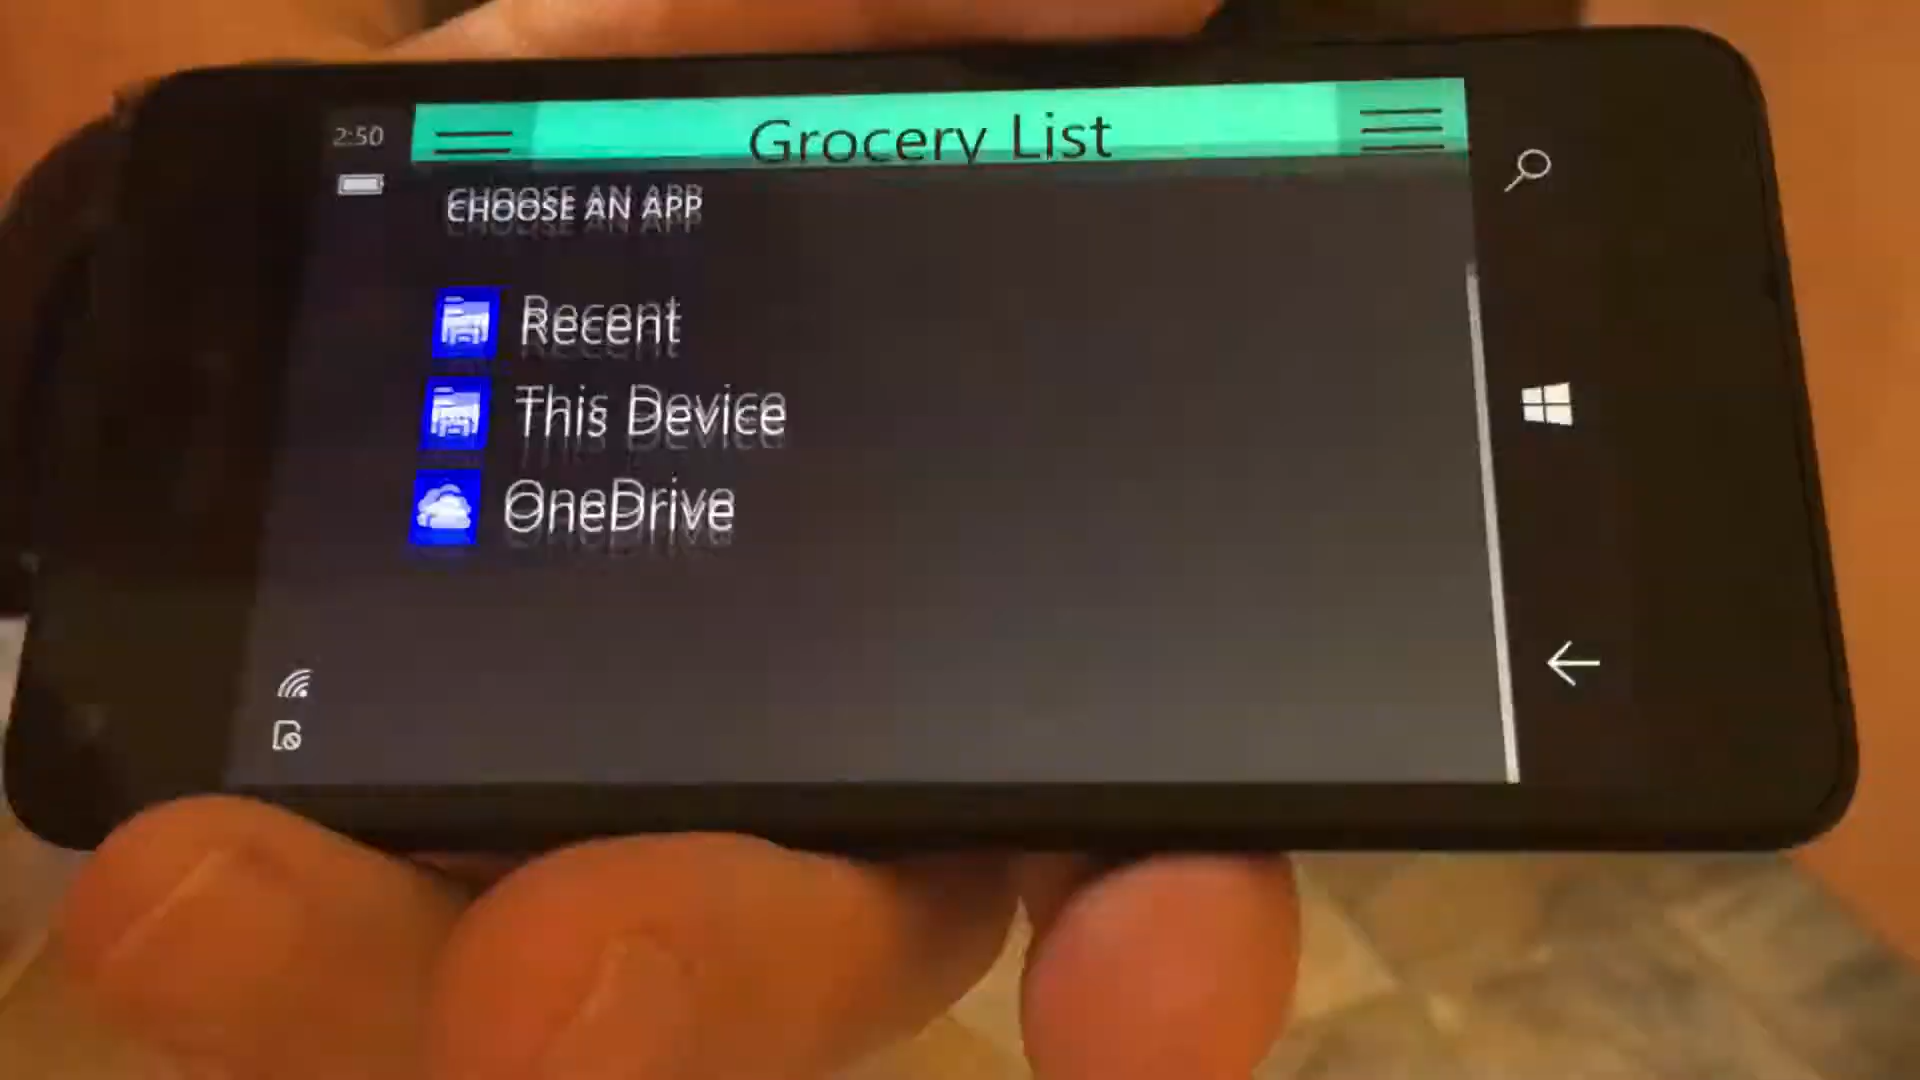 2:50
Grocery List
CHOOSE AN APP
Recent
This Device
OneDrive